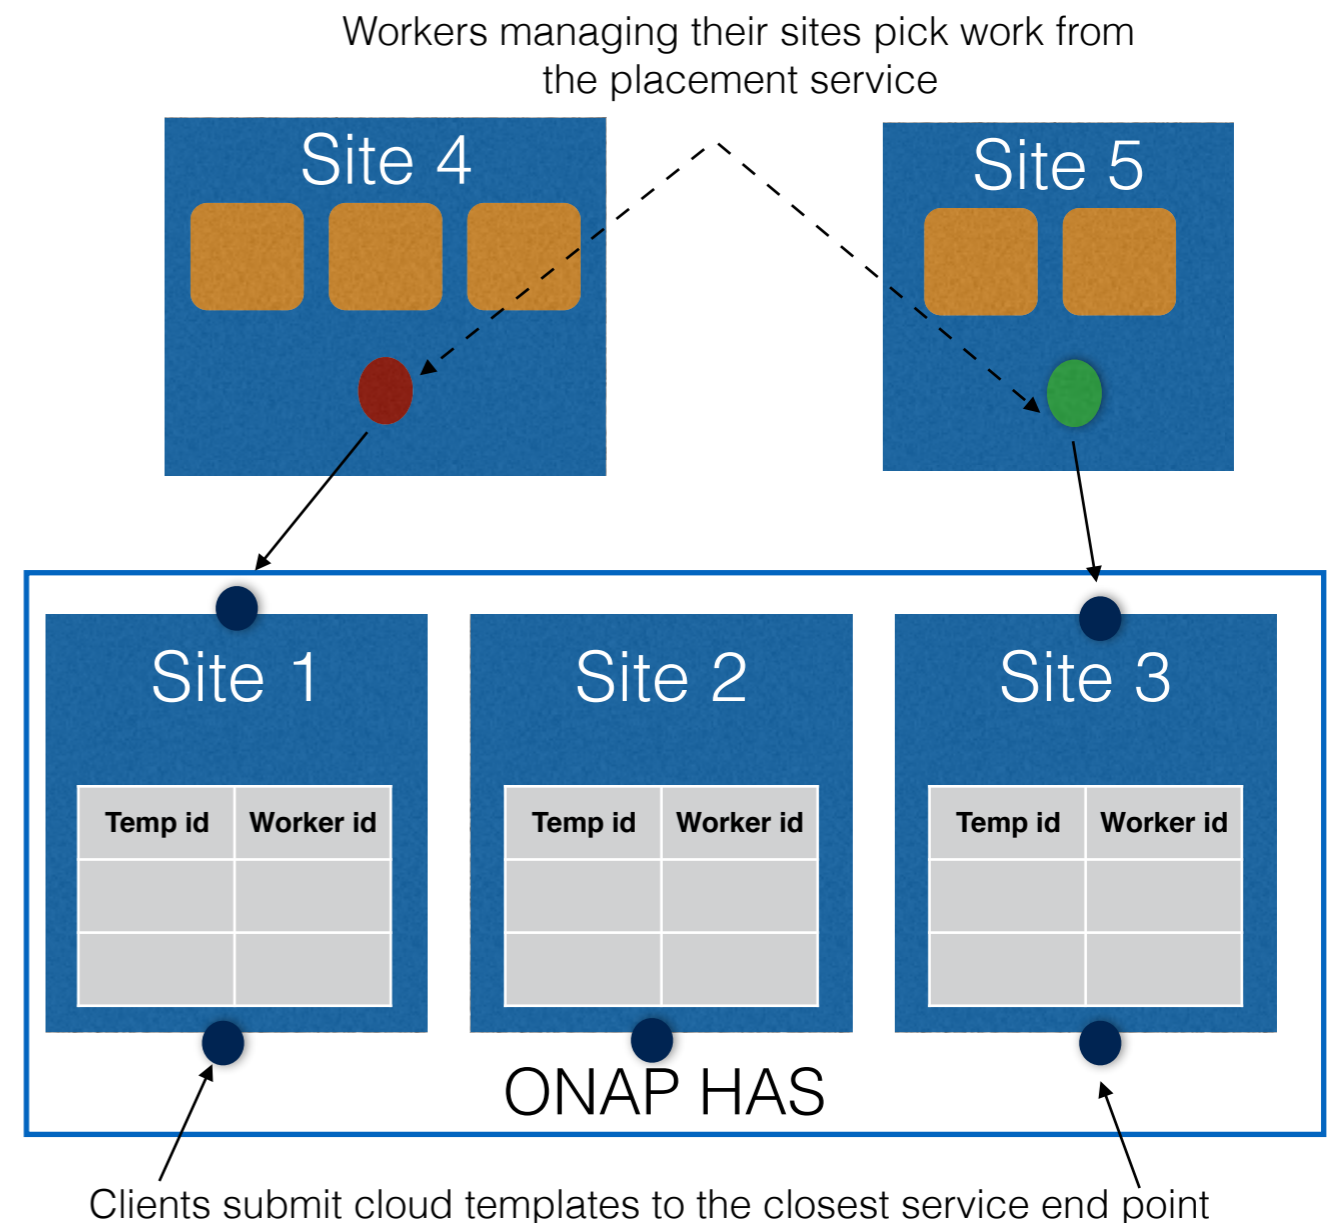 Workers managing their sites pick work from
the placement service
Site 4
Site 5
Site 1
Site 2
Site 3
Temp id Worker id
Temp id Worker id
Temp id Worker id
ONAP HAS
Clients submit cloud templates to the closest service end point